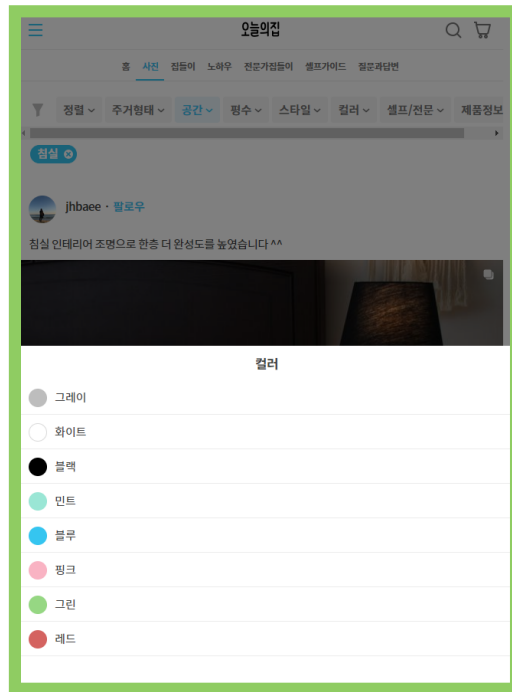 오늘의집
홈 사진 집들이 노하우 전문가집들이 셀프가이드 질문과답변
정렬 주거형태 공간 평수 스타일 컬러 셀프/전문 제품정보
침실
jhbaee · 팔로우
침실 인테리어 조명으로 한층 더 완성도를 높였습니다 ^^
컬러
그레이
화이트
블랙
민트
블루
핑크
그린
레드